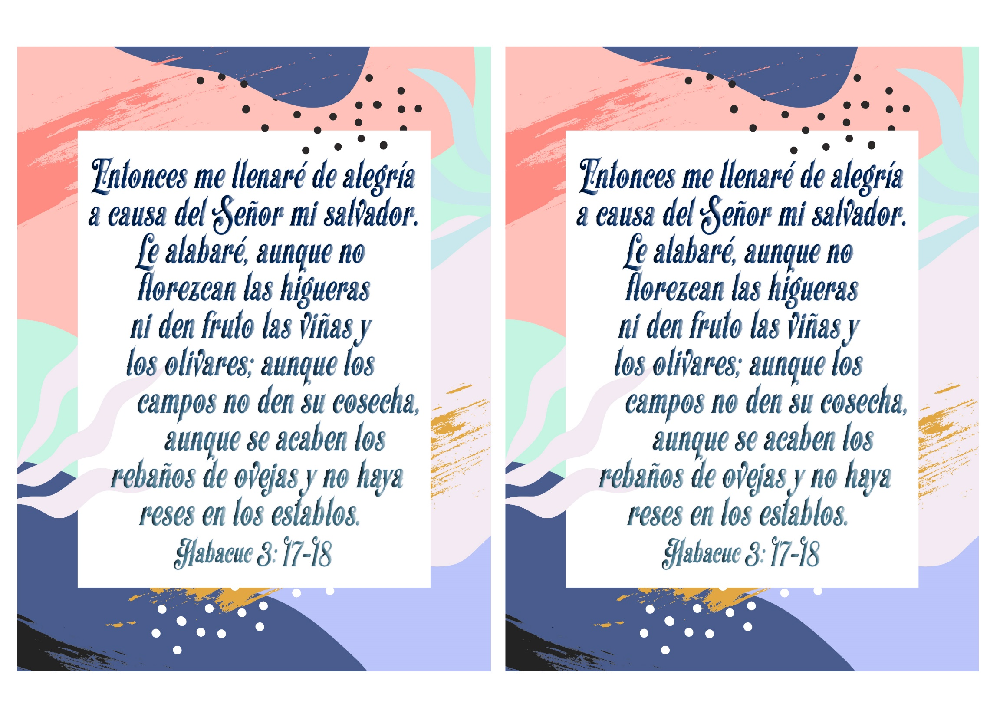 Entonces me llenaré de alegría
a causa del Señor mi salvador.
Le alabaré, aunque no
florezcan las higueras
ni den fruto las viñas y
los olivares; aunque los
campos no den su cosecha,
aunque se acaben los
rebaños de ovejas y no haya
reses en los establos.
Habacuc 3: 17-18
Entonces me llenaré de alegría
a causa del Señor mi salvador.
Le alabaré, aunque no
florezcan las higueras
ni den fruto las viñas y
los olivares; aunque los
campos no den su cosecha,
aunque se acaben los
rebaños de ovejas y no haya
reses en los establos.
Habacuc 3: 17-18